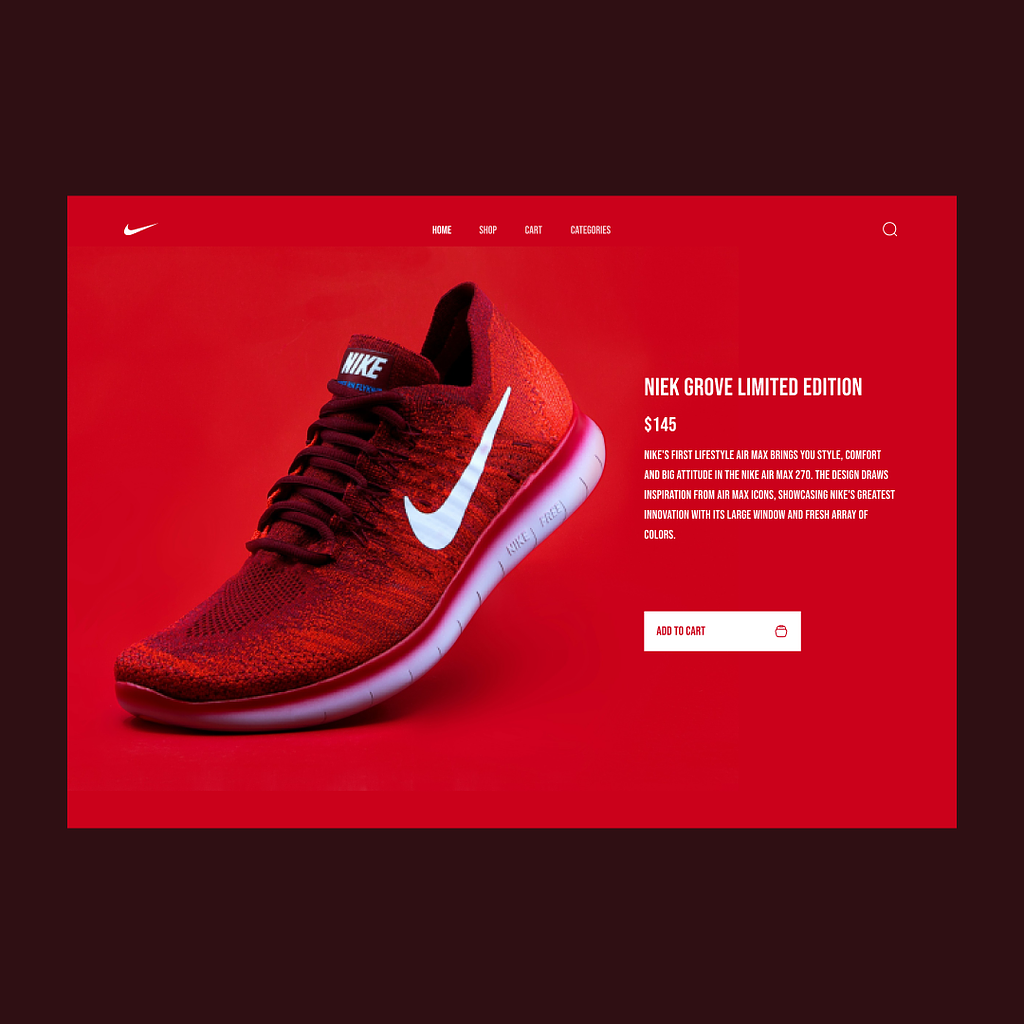 HOME SHOP CART CATEGORIES
NIKE
NIEK GROVE LIMITED EDITION
$145
NIKE'S FIRST LIFESTYLE AIR MAX BRINGS YOU STYLE, COMFORT
AND BIG ATTITUDE IN THE NIKE AIR MAX 270. THE DESIGN DRAWS
INSPIRATION FROM AIR MAX ICONS, SHOWCASING NIKE'S GREATEST
INNOVATION WITH ITS LARGE WINDOW AND FRESH ARRAY OF
COLORS.
NIKE FREE
ADD TO CART